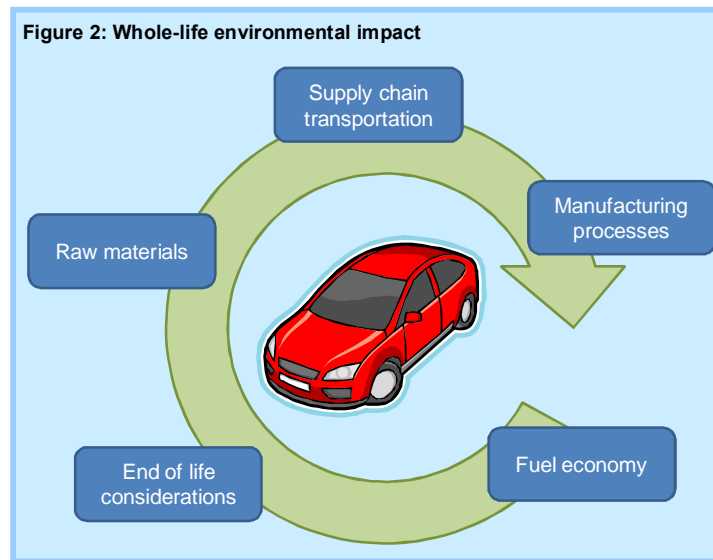 Figure 2: Whole-life environmental impact
Supply chain
transportation
Manufacturing
processes
Raw materials
End of life
considerations
Fuel economy